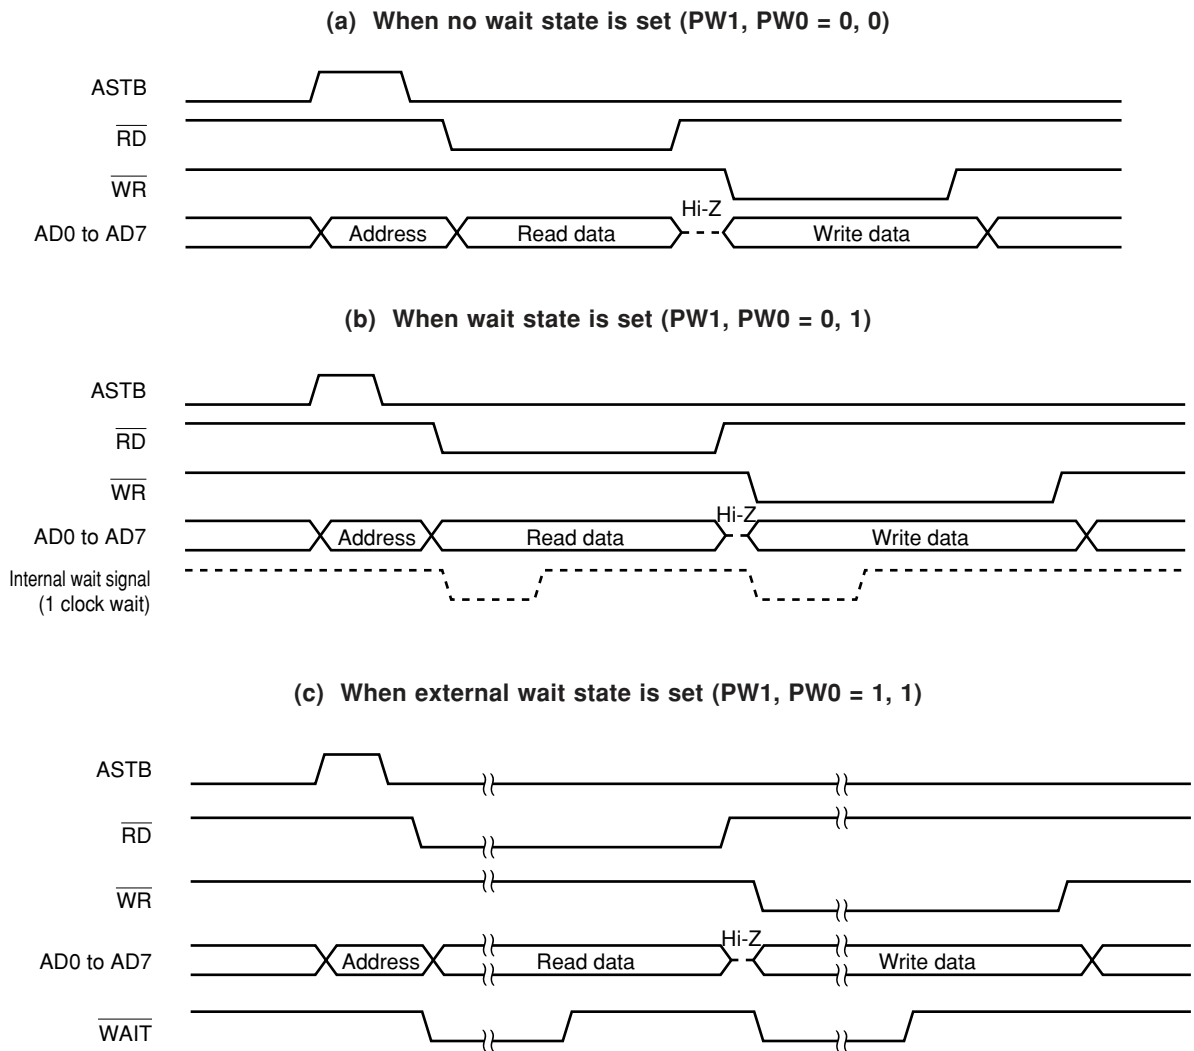 (a) When no wait state is set (PW1, PW0 = 0, 0)
ASTB
RD
WR
Hi-Z
AD0 to AD7 Address Read data Write data
(b) When wait state is set (PW1, PW0 = 0, 1)
ASTB
RD
WR
Hi-Z
AD0 to AD7 Address Read data Write data
Internal wait signal
(1 clock wait)
(c) When external wait state is set (PW1, PW0 = 1, 1)
ASTB
RD
WR
Hi-Z
AD0 to AD7 Address Read data Write data
WAIT